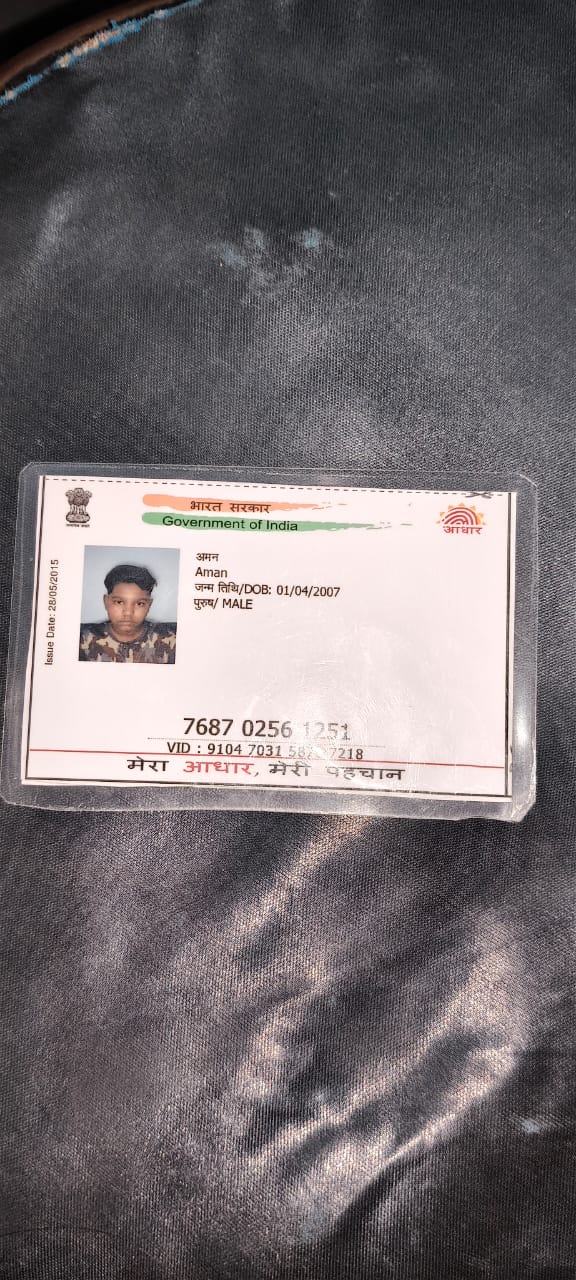 भारत सरकार
Government of India
आधार
Issue Date: 28/05/2015
अमन
Aman
जन्म तिथि/DOB: 01/04/2007
पुरुष/ MALE
7687 0256 1251
VID : 9104 7031 7218
मेरा आधार, मेरी पहचान